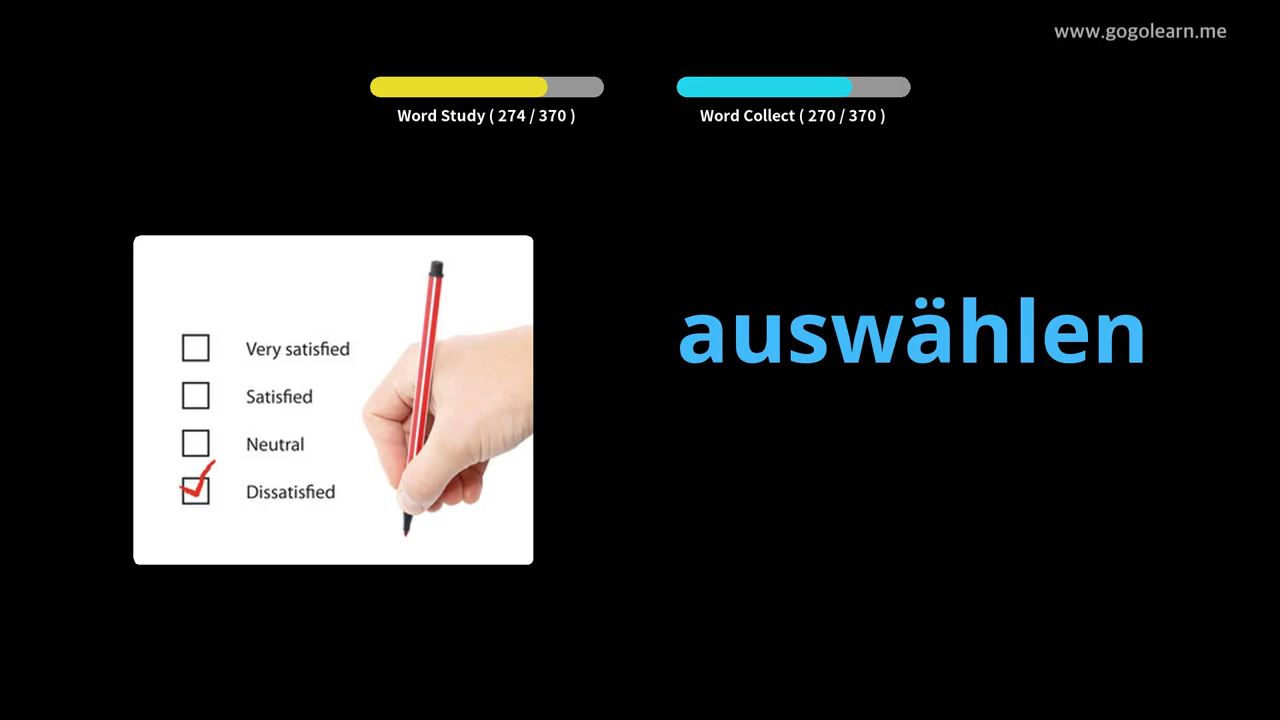 www.gogolearn.me
Word Study ( 274 / 370 )
Word Collect ( 270 / 370 )
Very satisfied
Satisfied
Neutral
Dissatisfied
auswählen